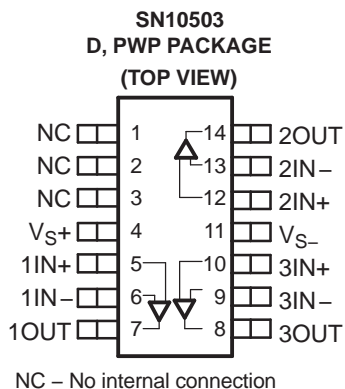 SN10503
D, PWP PACKAGE
(TOP VIEW)
NC 1 14 2OUT
NC 2 13 2IN−
NC 3 12 2IN+
VS+ 4 11 VS−
1IN+ 5 10 3IN+
1IN− 6 9 3IN−
1OUT 7 8 3OUT
NC – No internal connection